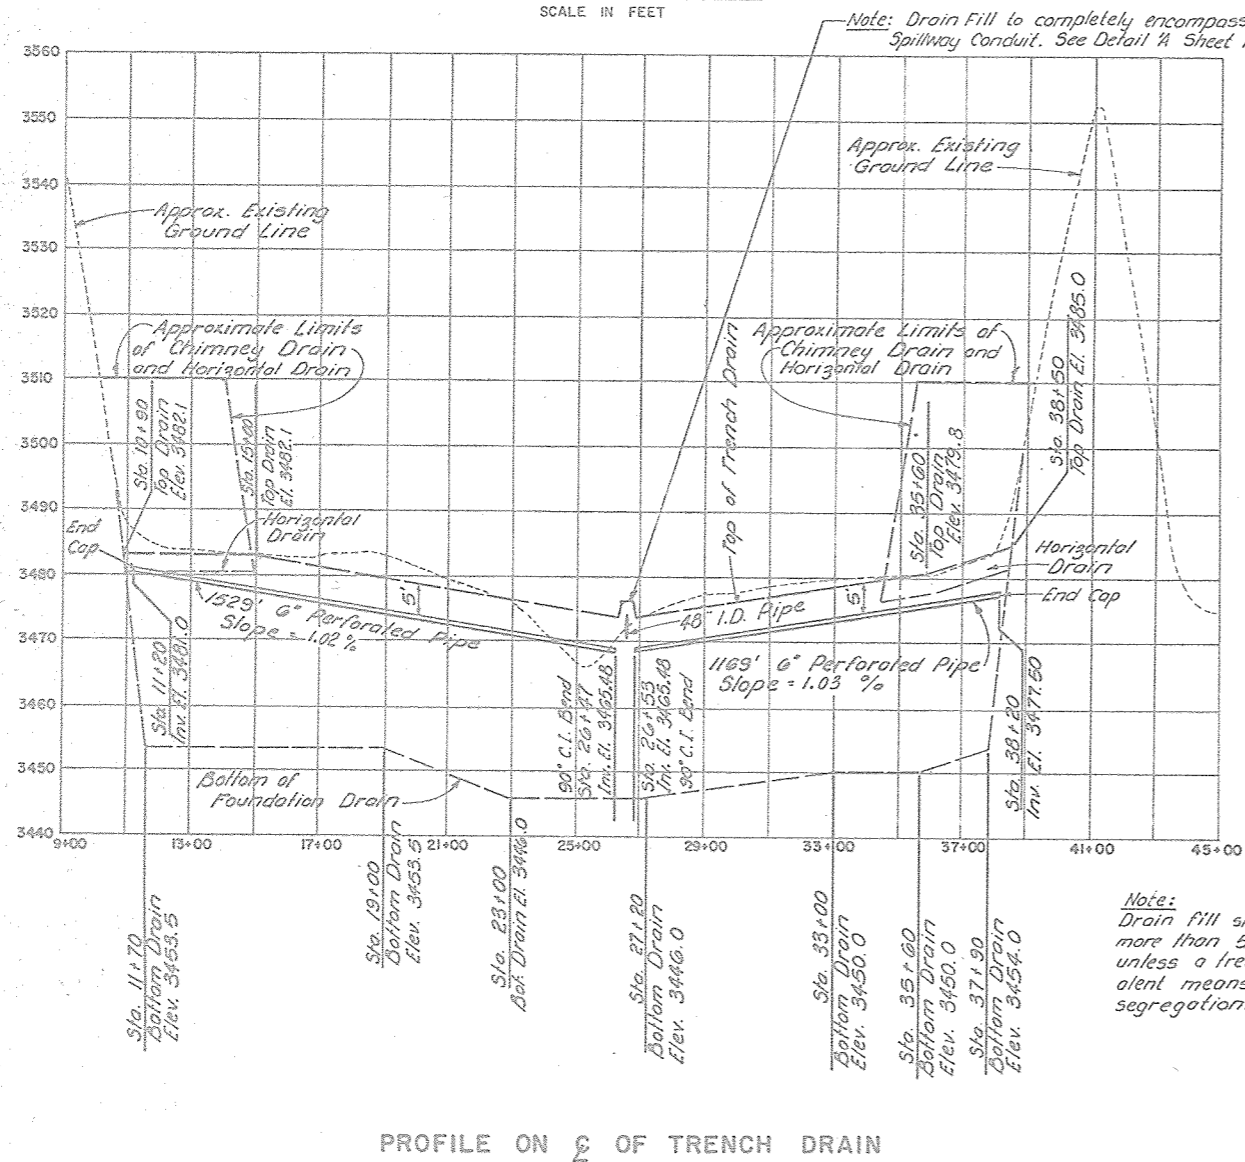 SCALE IN FEET
Note: Drain Fill to completely encompass
Spillway Conduit. See Detail 'A Sheet
3560
3550
3540
3530
3520
3510
3500
3490
3480
3470
3460
3450
3440
Approx. Existing
Ground Line
Approx. Existing
Ground Line
Approximate Limits
of Chimney Drain
and Horizontal Drain
Approximate Limits of
Chimney Drain and
Horizontal Drain
Sta. 10+90
Top Drain
Elev. 3482.1
Sta. 15+00
Top Drain
El. 3482.1
Top of French Drain
Sta. 35+60
Top Drain
Elev. 3479.8
Sta. 38+50
Top Drain El. 3485.0
End
Cap
Horizontal
Drain
Horizontal
Drain
End Cap
5'
5'
48" I.D. Pipe
1529' 6" Perforated Pipe
Slope = 1.02 %
1169' 6" Perforated Pipe
Slope = 1.03 %
Sta. 11+20
Inv. El. 3481.0
90° C.I. Bend
Sta. 26+47
Inv. El. 3465.48
Sta. 26+53
Inv. El. 3465.48
90° C.I. Bend
Sta. 38+20
Inv. El. 3477.50
Bottom of
Foundation Drain
9+00
13+00
17+00
21+00
25+00
29+00
33+00
37+00
41+00
45+00
Sta. 11+70
Bottom Drain
Elev. 3453.5
Sta. 19+00
Bottom Drain
Elev. 3453.5
Sta. 23+00
Bot. Drain El. 3446.0
Sta. 27+20
Bottom Drain
Elev. 3446.0
Sta. 33+00
Bottom Drain
Elev. 3450.0
Sta. 35+60
Bottom Drain
Elev. 3450.0
Sta. 37+90
Bottom Drain
Elev. 3454.0
Note:
Drain fill
more than
unless a
means
segregation.
PROFILE ON ℄ OF TRENCH DRAIN